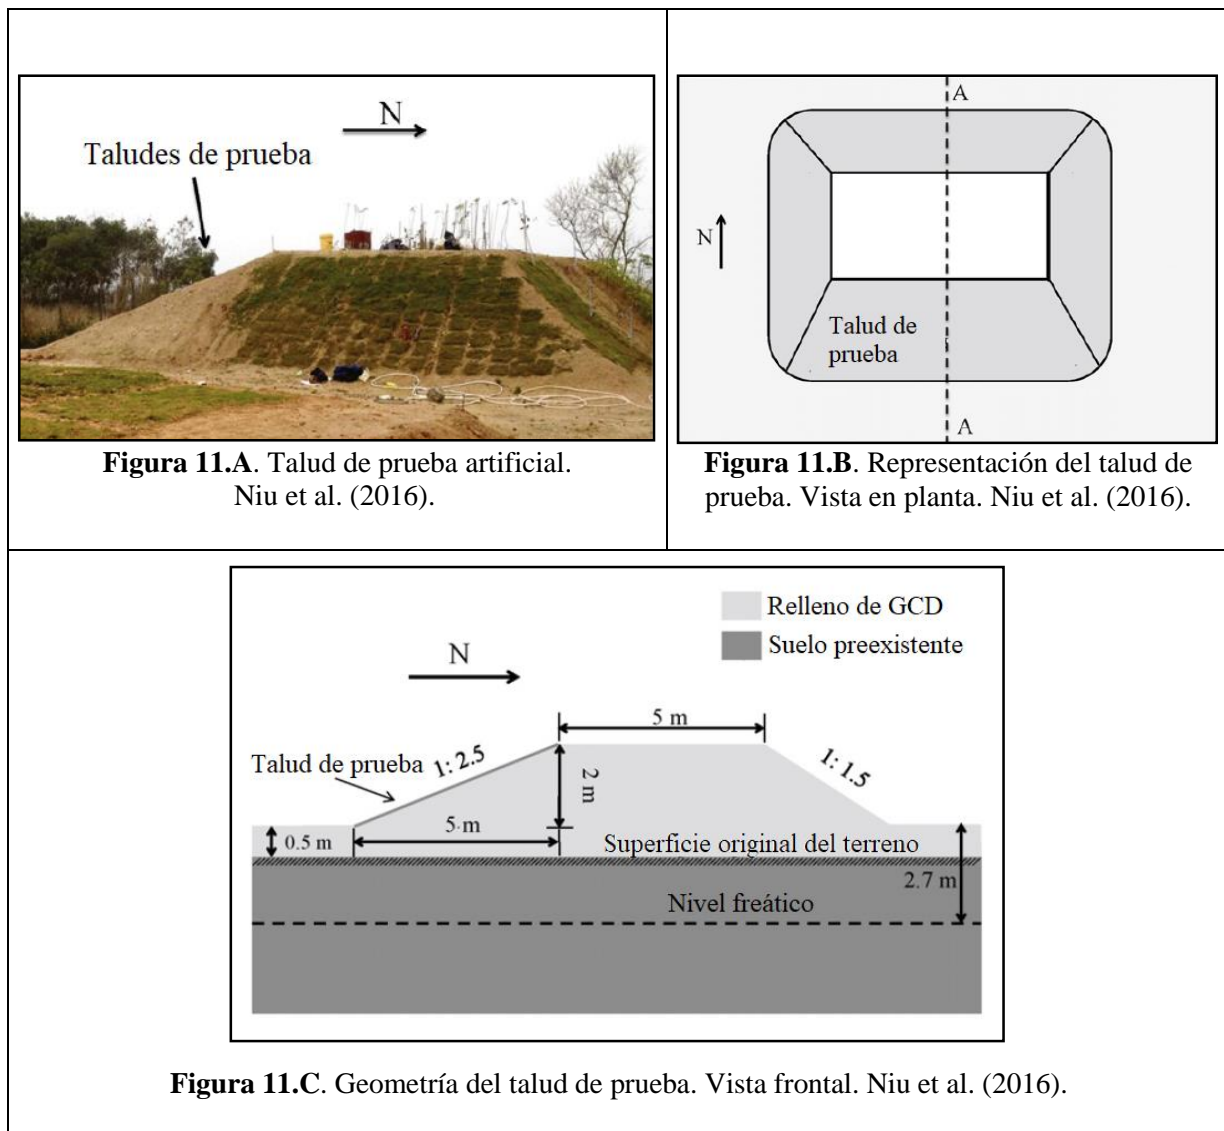 N
Taludes de prueba
Figura 11.A. Talud de prueba artificial.
Niu et al. (2016).
A
N
Talud de
prueba
A
Figura 11.B. Representación del talud de
prueba. Vista en planta. Niu et al. (2016).
Relleno de GCD
Suelo preexistente
N
5 m
Talud de prueba
1: 2.5
2 m
1: 1.5
0.5 m
5 m
Superficie original del terreno
2.7 m
Nivel freático
Figura 11.C. Geometría del talud de prueba. Vista frontal. Niu et al. (2016).